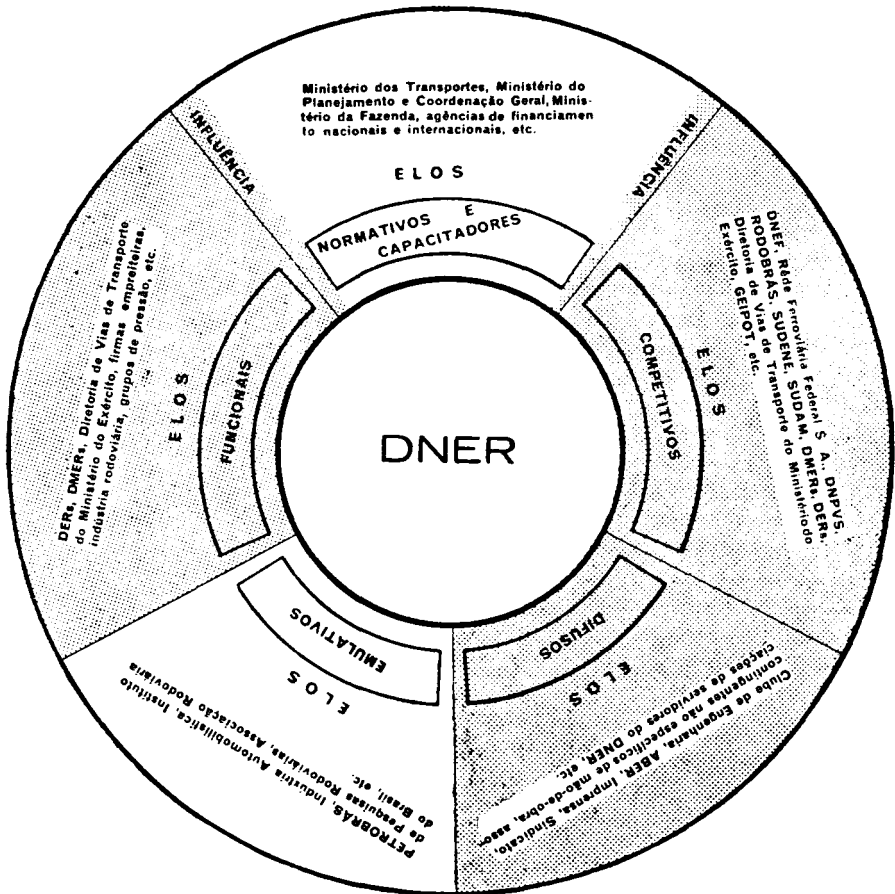 Ministério dos Transportes, Ministério do
Planejamento e Coordenação Geral, Minis-
tério da Fazenda, agências de financiamen
to nacionais e internacionais, etc.
ELOS
NORMATIVOS E
CAPACITADORES
INFLUÊNCIA
INFLUÊNCIA
DNEF, Rêde Ferroviária Federal S. A., DNPVS,
RODOBRÁS, SUDENE, SUDAM, DMERs, DERs,
Diretoria de Vias de Transporte do Ministério do
Exército, GEIPOT, etc.
ELOS
COMPETITIVOS
Clube de Engenharia, ABER, Imprensa, Sindicato,
contingentes não específicos de mão-de-obra, asso-
ciações de servidores do DNER, etc.
ELOS
DIFUSOS
PETROBRÁS, Indústria Automobilística, Instituto
de Pesquisas Rodoviárias, Associação Rodoviária
do Brasil, etc.
ELOS
EMULATIVOS
DERs, DMERs, Diretoria de Vias de Transporte
do Ministério do Exército, firmas empreiteiras,
indústria rodoviária, grupos de pressão, etc.
ELOS
FUNCIONAIS
DNER